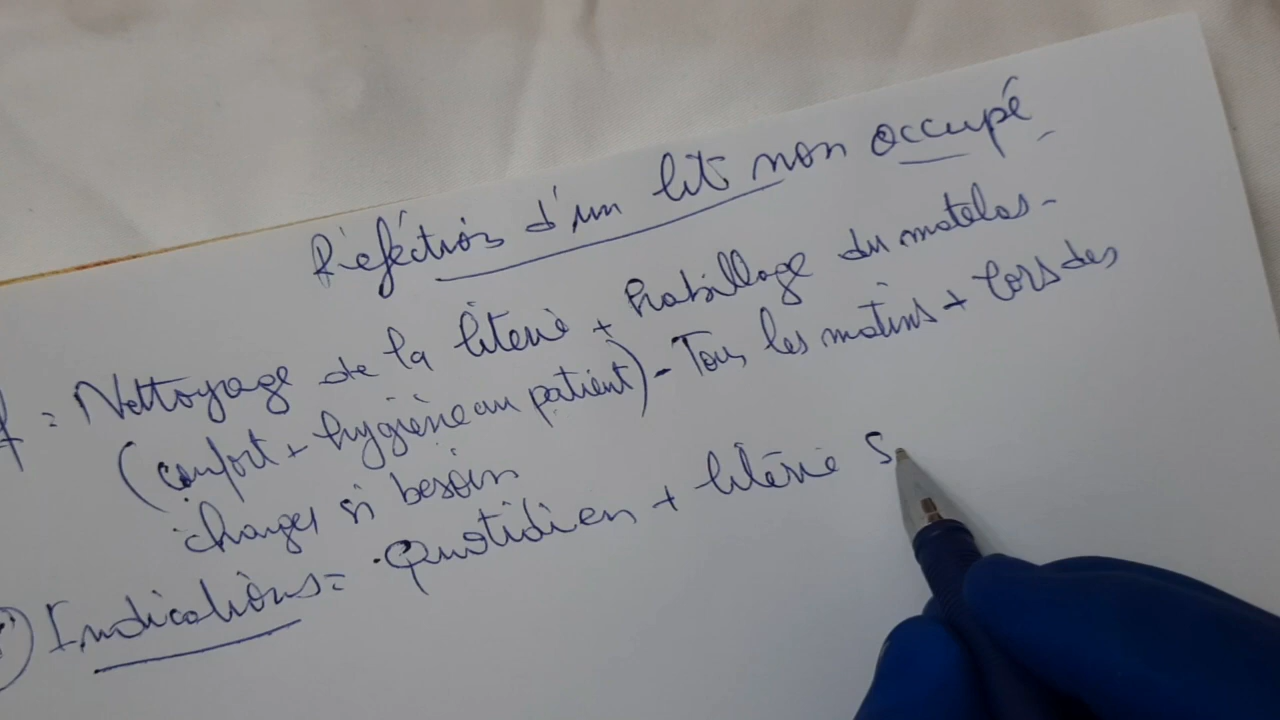 Réfection d'un lit non occupé
= Nettoyage de la literie + habillage du matelas -
(confort + hygiène au patient) - Tous les matins + lors des
changes si besoin
Indications = Quotidien + literie S